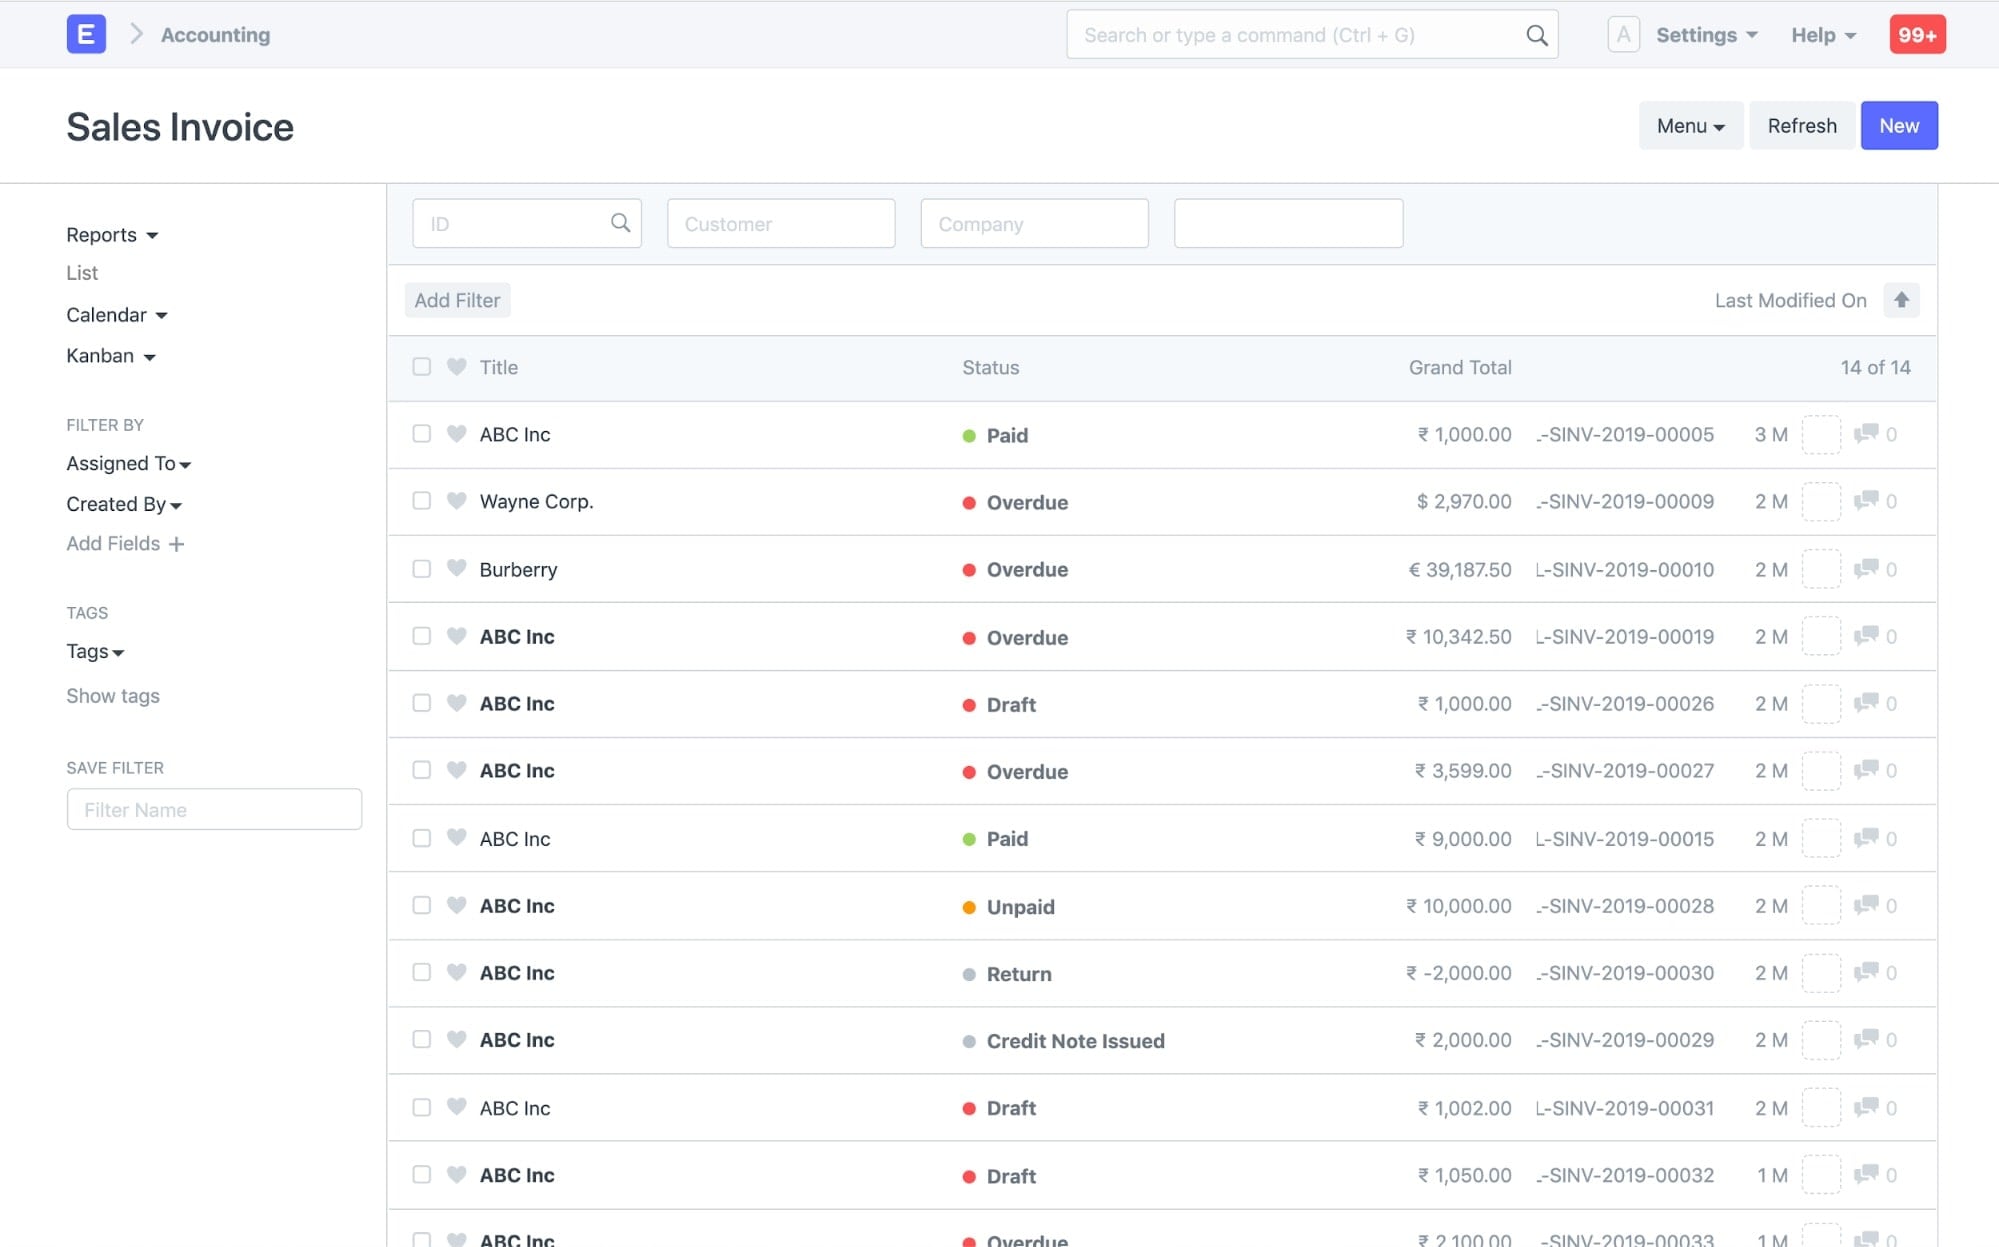 E Accounting Search or type a command (Ctrl + G) A Settings Help 99+
Sales Invoice Menu Refresh New
Reports
List
Calendar
Kanban
FILTER BY
Assigned To
Created By
Add Fields +
TAGS
Tags
Show tags
SAVE FILTER
Filter Name
ID Customer Company
Add Filter Last Modified On
Title Status Grand Total 14 of 14
ABC Inc Paid ₹ 1,000.00 -SINV-2019-00005 3 M 0
Wayne Corp. Overdue $ 2,970.00 -SINV-2019-00009 2 M 0
Burberry Overdue € 39,187.50 L-SINV-2019-00010 2 M 0
ABC Inc Overdue ₹ 10,342.50 L-SINV-2019-00019 2 M 0
ABC Inc Draft ₹ 1,000.00 -SINV-2019-00026 2 M 0
ABC Inc Overdue ₹ 3,599.00 -SINV-2019-00027 2 M 0
ABC Inc Paid ₹ 9,000.00 L-SINV-2019-00015 2 M 0
ABC Inc Unpaid ₹ 10,000.00 -SINV-2019-00028 2 M 0
ABC Inc Return ₹ -2,000.00 -SINV-2019-00030 2 M 0
ABC Inc Credit Note Issued ₹ 2,000.00 -SINV-2019-00029 2 M 0
ABC Inc Draft ₹ 1,002.00 L-SINV-2019-00031 2 M 0
ABC Inc Draft ₹ 1,050.00 -SINV-2019-00032 1 M 0
ABC Inc Overdue ₹ 2,100.00 -SINV-2019-00033 1 M 0